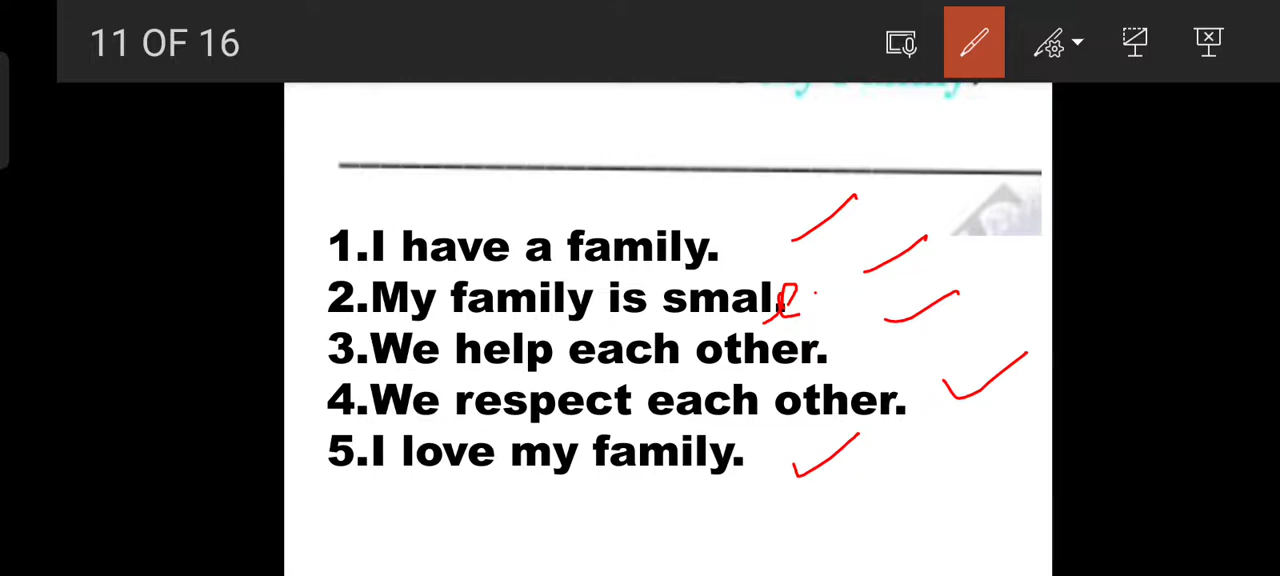 11 OF 16
1.I have a family.
2.My family is smal.l
3.We help each other.
4.We respect each other.
5.I love my family.